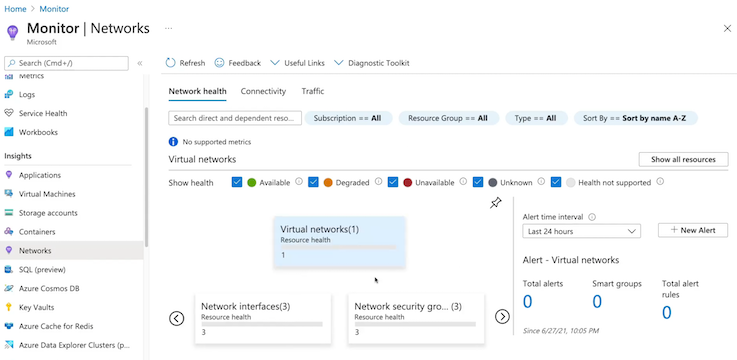 Home > Monitor
Monitor | Networks ...
Microsoft
Search (Cmd+/)
«
Metrics
Logs
Service Health
Workbooks
Insights
Applications
Virtual Machines
Storage accounts
Containers
Networks
SQL (preview)
Azure Cosmos DB
Key Vaults
Azure Cache for Redis
Azure Data Explorer Clusters (p...
Refresh Feedback Useful Links Diagnostic Toolkit
Network health Connectivity Traffic
Search direct and dependent reso... Subscription == All Resource Group == All Type == All Sort By == Sort by name A-Z
No supported metrics
Virtual networks Show all resources
Show health Available Degraded Unavailable Unknown Health not supported
Virtual networks(1)
Resource health
1
Network interfaces(3)
Resource health
3
Network security gro... (3)
Resource health
3
Alert time interval
Last 24 hours + New Alert
Alert - Virtual networks
Total alerts Smart groups Total alert rules
0 0 0
Since 6/27/21, 10:05 PM